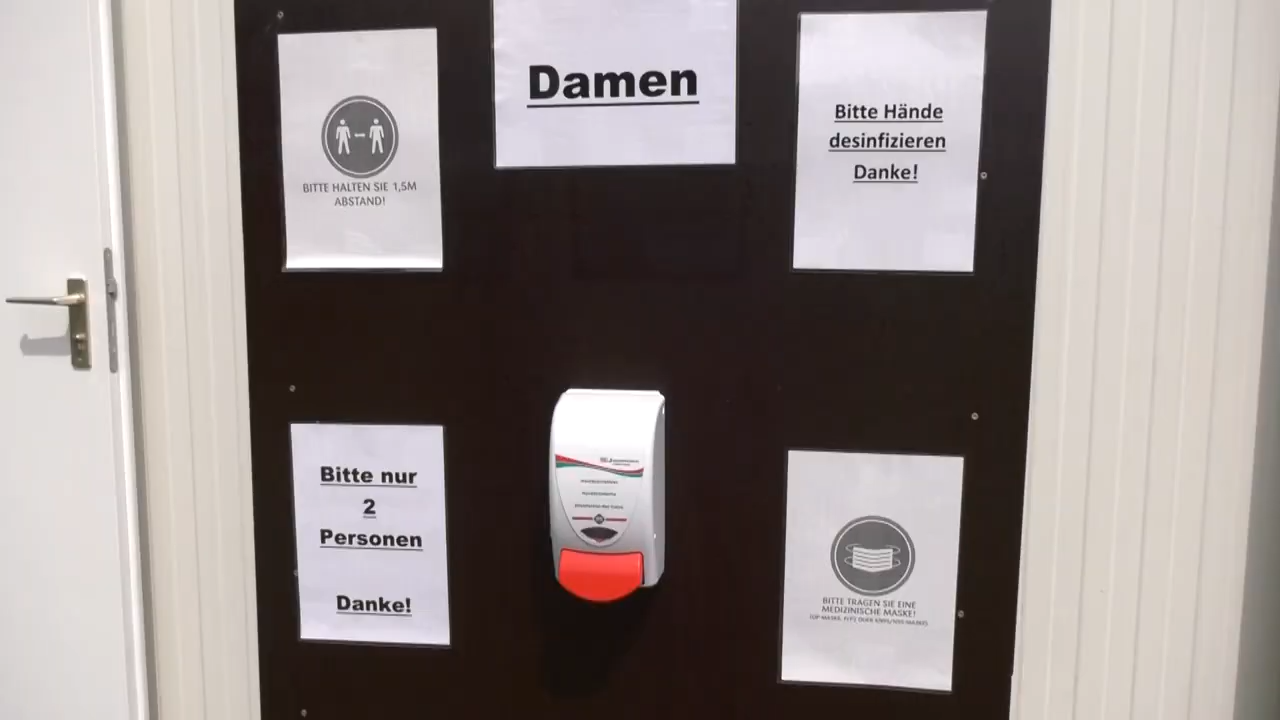 Damen
BITTE HALTEN SIE 1,5M
ABSTAND!
Bitte Hände
desinfizieren
Danke!
Bitte nur
2
Personen
Danke!
BITTE TRAGEN SIE EINE
MEDIZINISCHE MASKE!